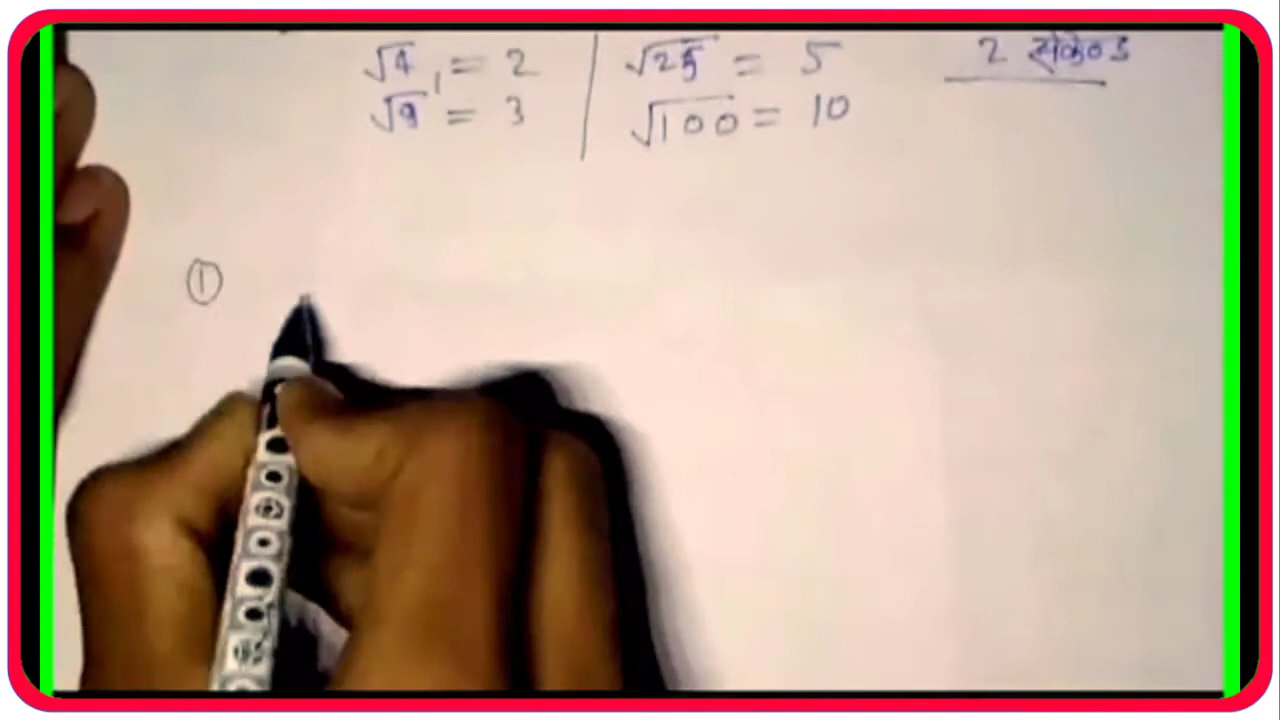 √4 = 2 √25 = 5 2 सेकेन्ड
√9 = 3 √100 = 10
①